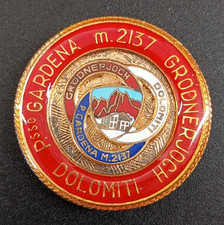 P.sso GARDENA m. 2137 GRÖDNERJOCH
DOLOMITI.
GRÖDNERJOCH DOLOMITI
P. GARDENA M. 2137